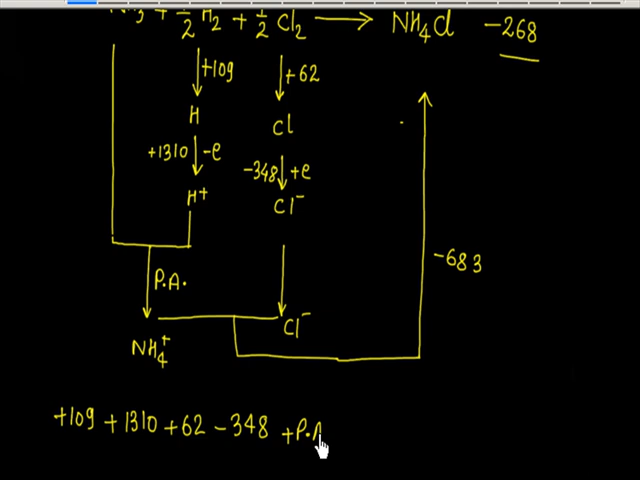 NH3 + 1/2 H2 + 1/2 Cl2 ⟶ NH4Cl -268
+109 +62
H Cl
+1310 -e -348 +e
H+ Cl-
-683
P.A.
NH4+ Cl-
+109 +1310 +62 -348 +P.A